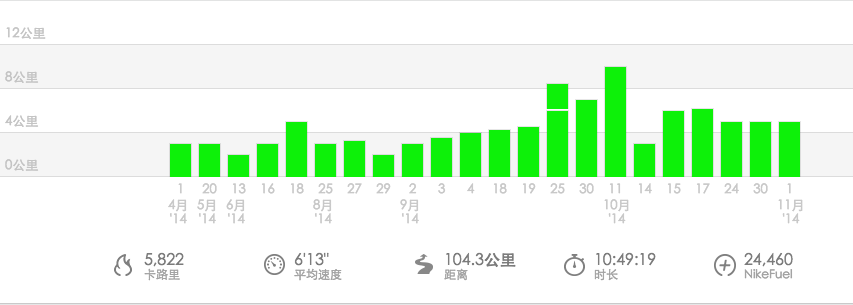 12公里
8公里
4公里
0公里
1 20 13 16 18 25 27 29 2 3 4 18 19 25 30 11 14 15 17 24 30 1
4月 5月 6月 8月 9月 10月 11月
'14 '14 '14 '14 '14 '14 '14
5,822 6'13" 104.3公里 10:49:19 24,460
卡路里 平均速度 距离 时长 NikeFuel